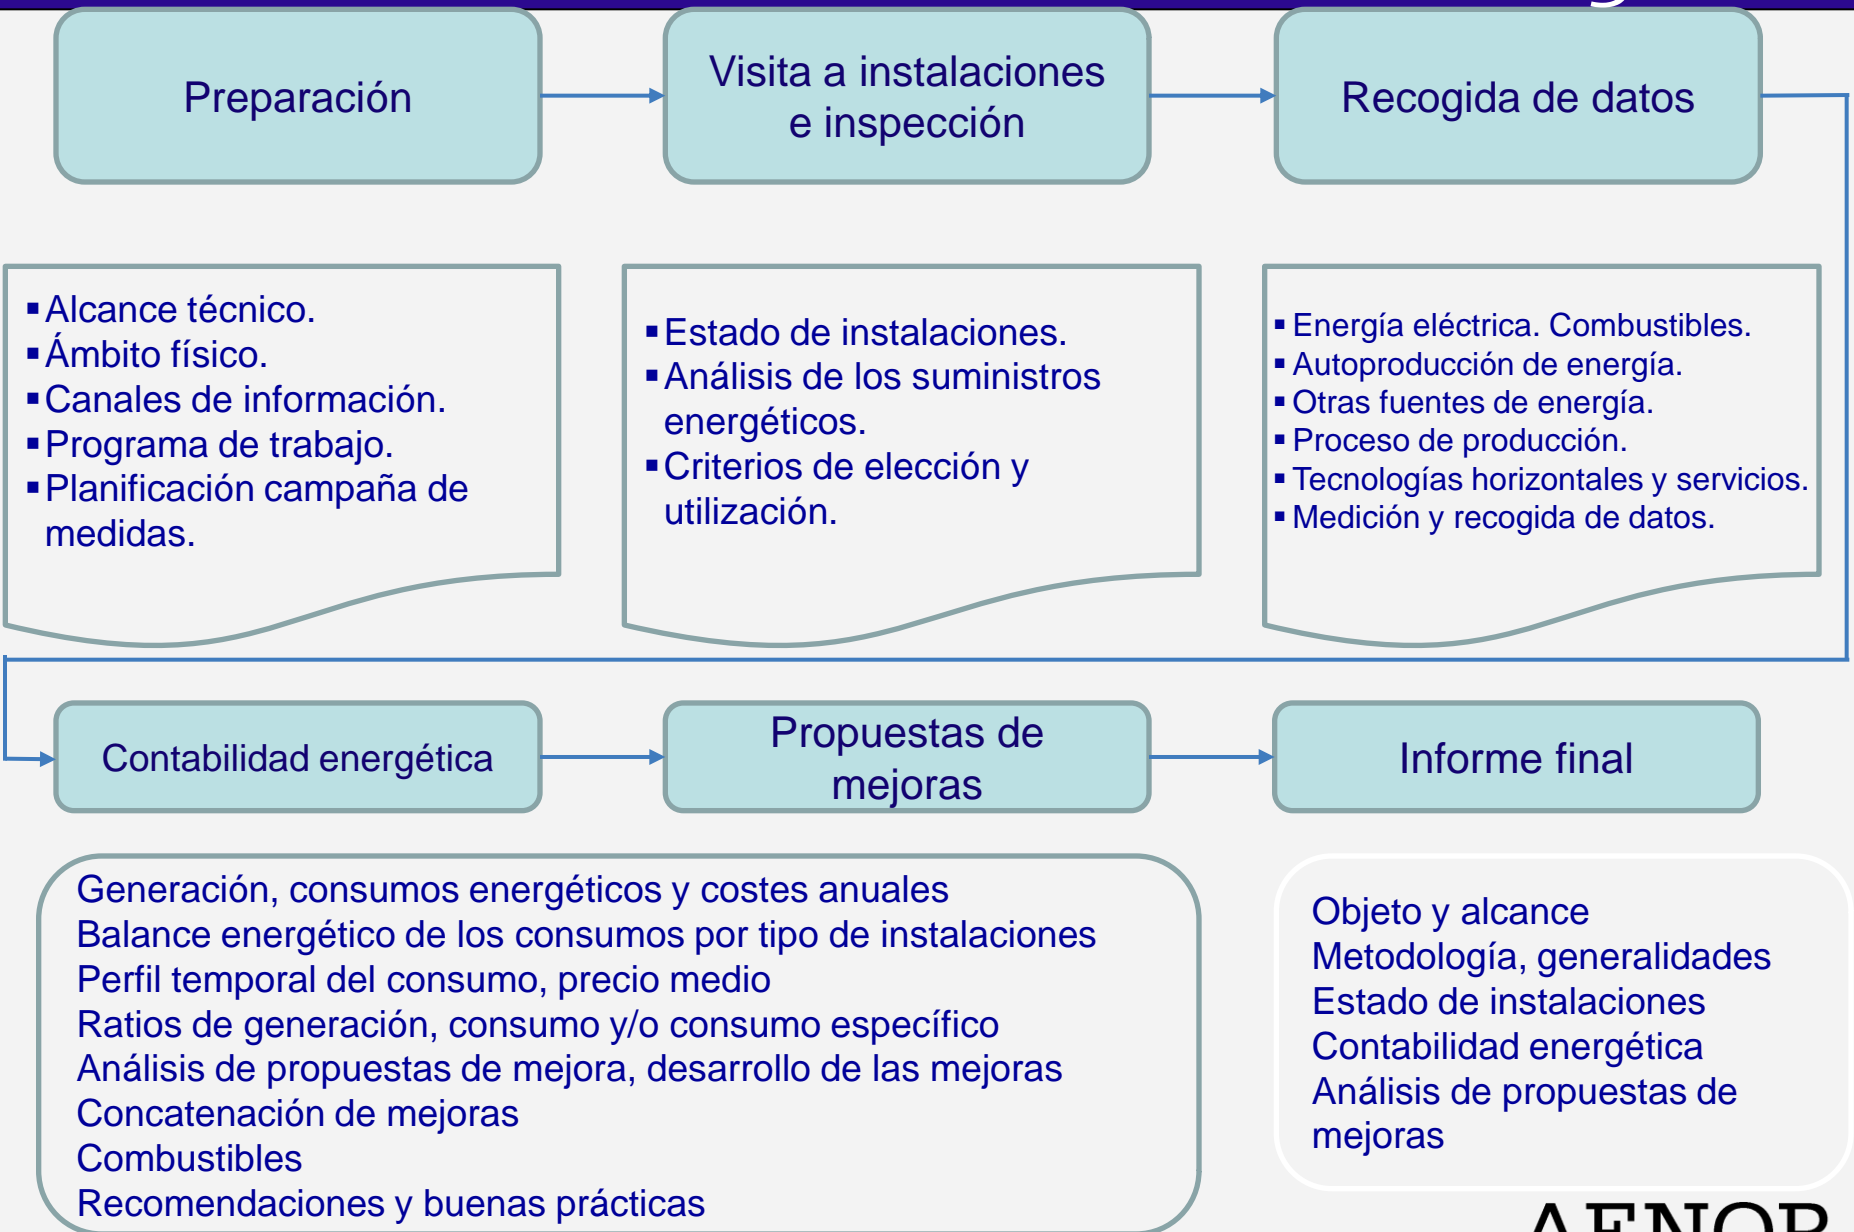 Preparación
Visita a instalaciones
e inspección
Recogida de datos
▪Alcance técnico.
▪Ámbito físico.
▪Canales de información.
▪Programa de trabajo.
▪Planificación campaña de
medidas.
▪Estado de instalaciones.
▪Análisis de los suministros
energéticos.
▪Criterios de elección y
utilización.
▪Energía eléctrica. Combustibles.
▪Autoproducción de energía.
▪Otras fuentes de energía.
▪Proceso de producción.
▪Tecnologías horizontales y servicios.
▪Medición y recogida de datos.
Contabilidad energética
Propuestas de
mejoras
Informe final
Generación, consumos energéticos y costes anuales
Balance energético de los consumos por tipo de instalaciones
Perfil temporal del consumo, precio medio
Ratios de generación, consumo y/o consumo específico
Análisis de propuestas de mejora, desarrollo de las mejoras
Concatenación de mejoras
Combustibles
Recomendaciones y buenas prácticas
Objeto y alcance
Metodología, generalidades
Estado de instalaciones
Contabilidad energética
Análisis de propuestas de
mejoras
AENOR